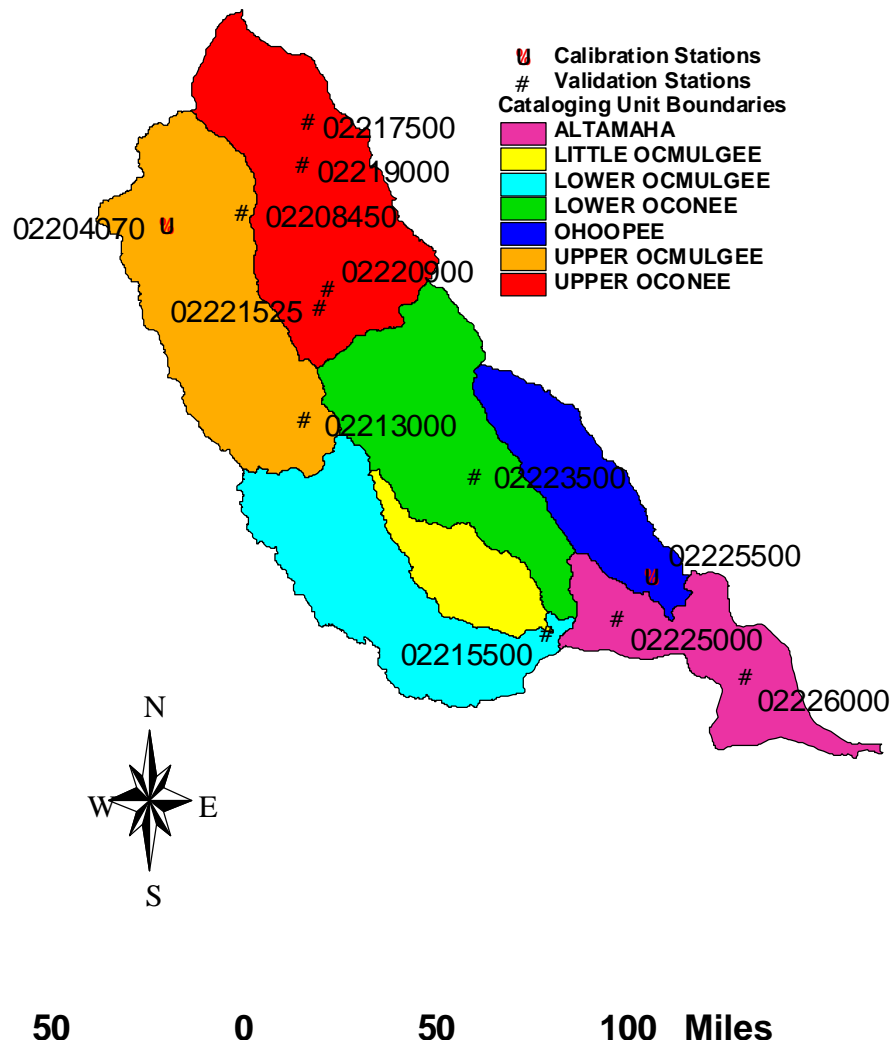 U Calibration Stations
# Validation Stations
Cataloging Unit Boundaries
ALTAMAHA
LITTLE OCMULGEE
LOWER OCMULGEE
LOWER OCONEE
OHOOPEE
UPPER OCMULGEE
UPPER OCONEE
# 02217500
# 02219000
02204070 U
# 02208450
# 02220900
02221525 #
# 02213000
# 02223500
02225500
U
# 02225000
02215500 #
# 02226000
N
W E
S
50 0 50 100 Miles